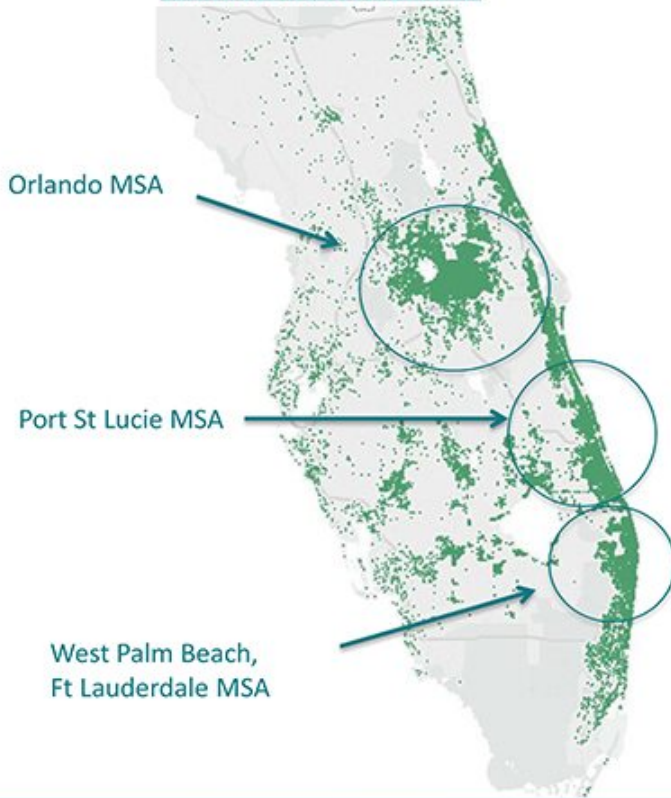 Orlando MSA
Port St Lucie MSA
West Palm Beach,
Ft Lauderdale MSA